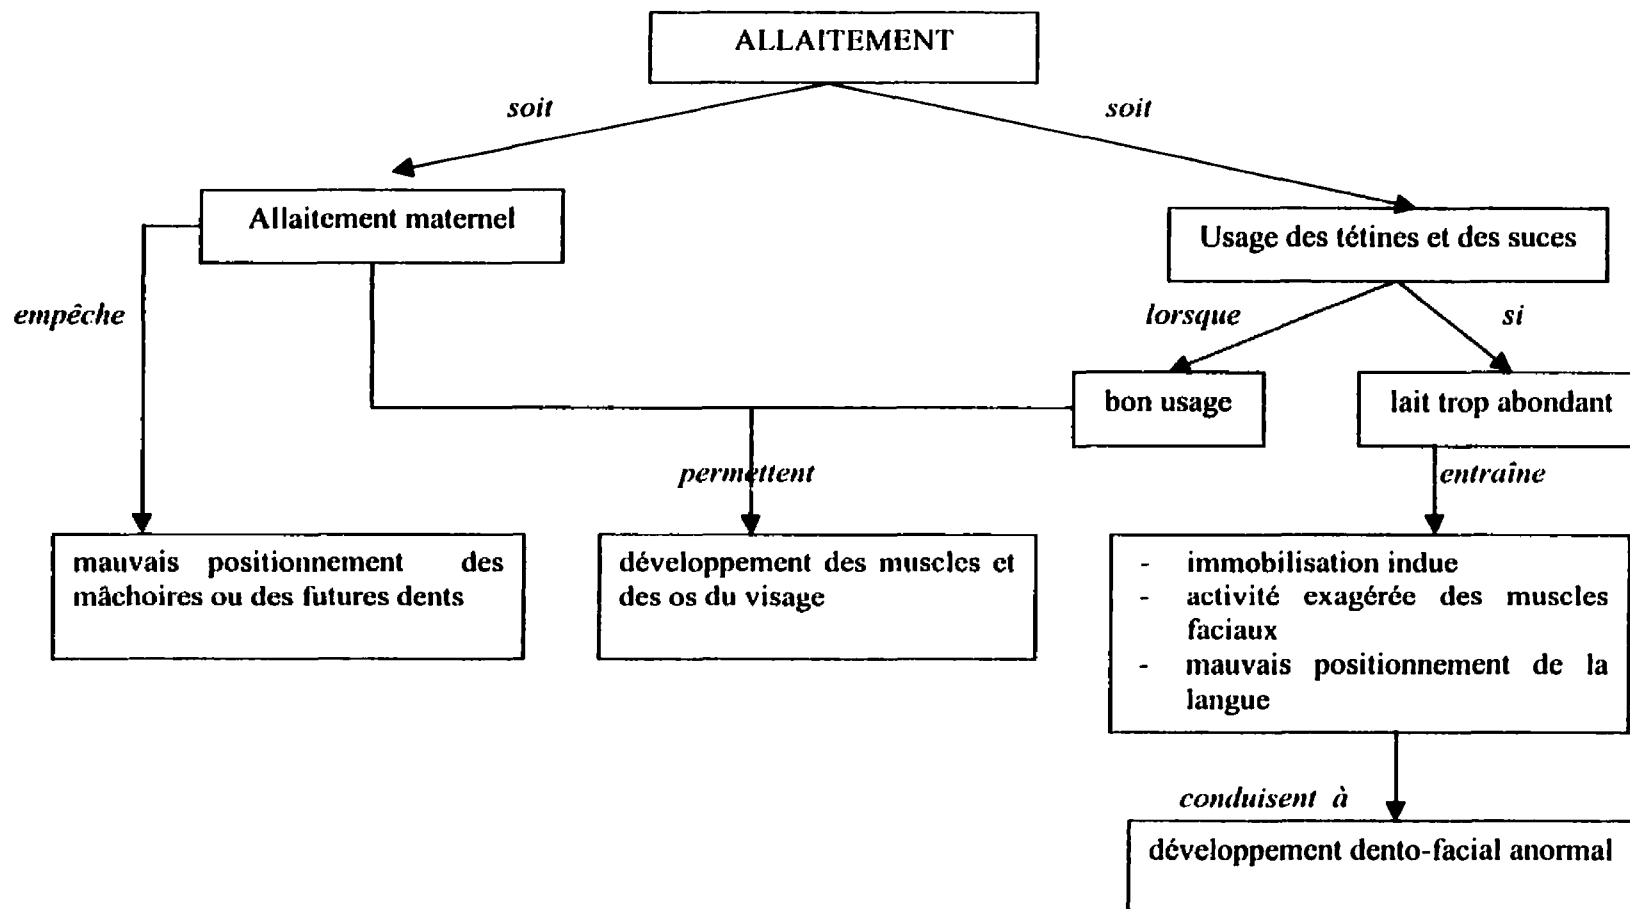 ALLAITEMENT
soit
soit
Allaitement maternel
Usage des tétines et des suces
empêche
lorsque
si
bon usage
lait trop abondant
permettent
entraîne
mauvais positionnement des
mâchoires ou des futures dents
développement des muscles et
des os du visage
- immobilisation indue
- activité exagérée des muscles
faciaux
- mauvais positionnement de la
langue
conduisent à
développement dento-facial anormal